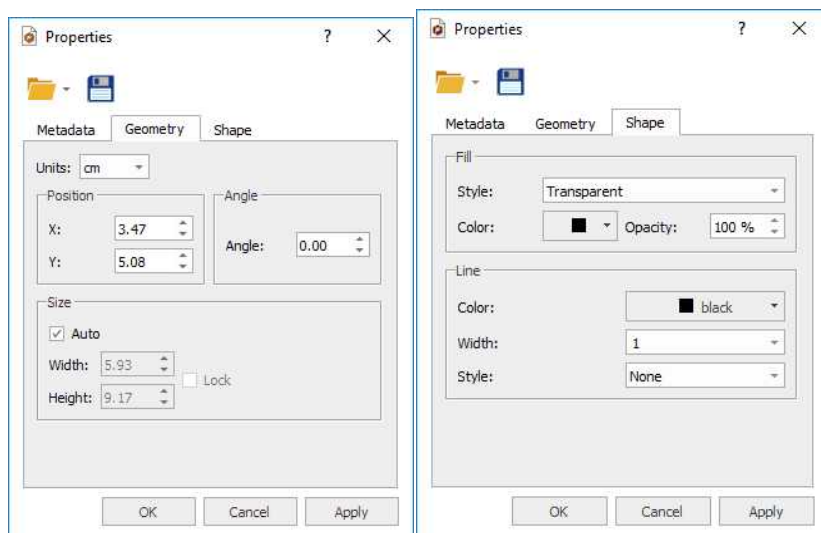 Properties ?
Metadata Geometry Shape
Units: cm
Position
X: 3.47
Y: 5.08
Angle
Angle: 0.00
Size
Auto
Width: 5.93
Height: 9.17
Lock
OK Cancel Apply
Properties ?
Metadata Geometry Shape
Fill
Style: Transparent
Color: Opacity: 100 %
Line
Color: black
Width: 1
Style: None
OK Cancel Apply